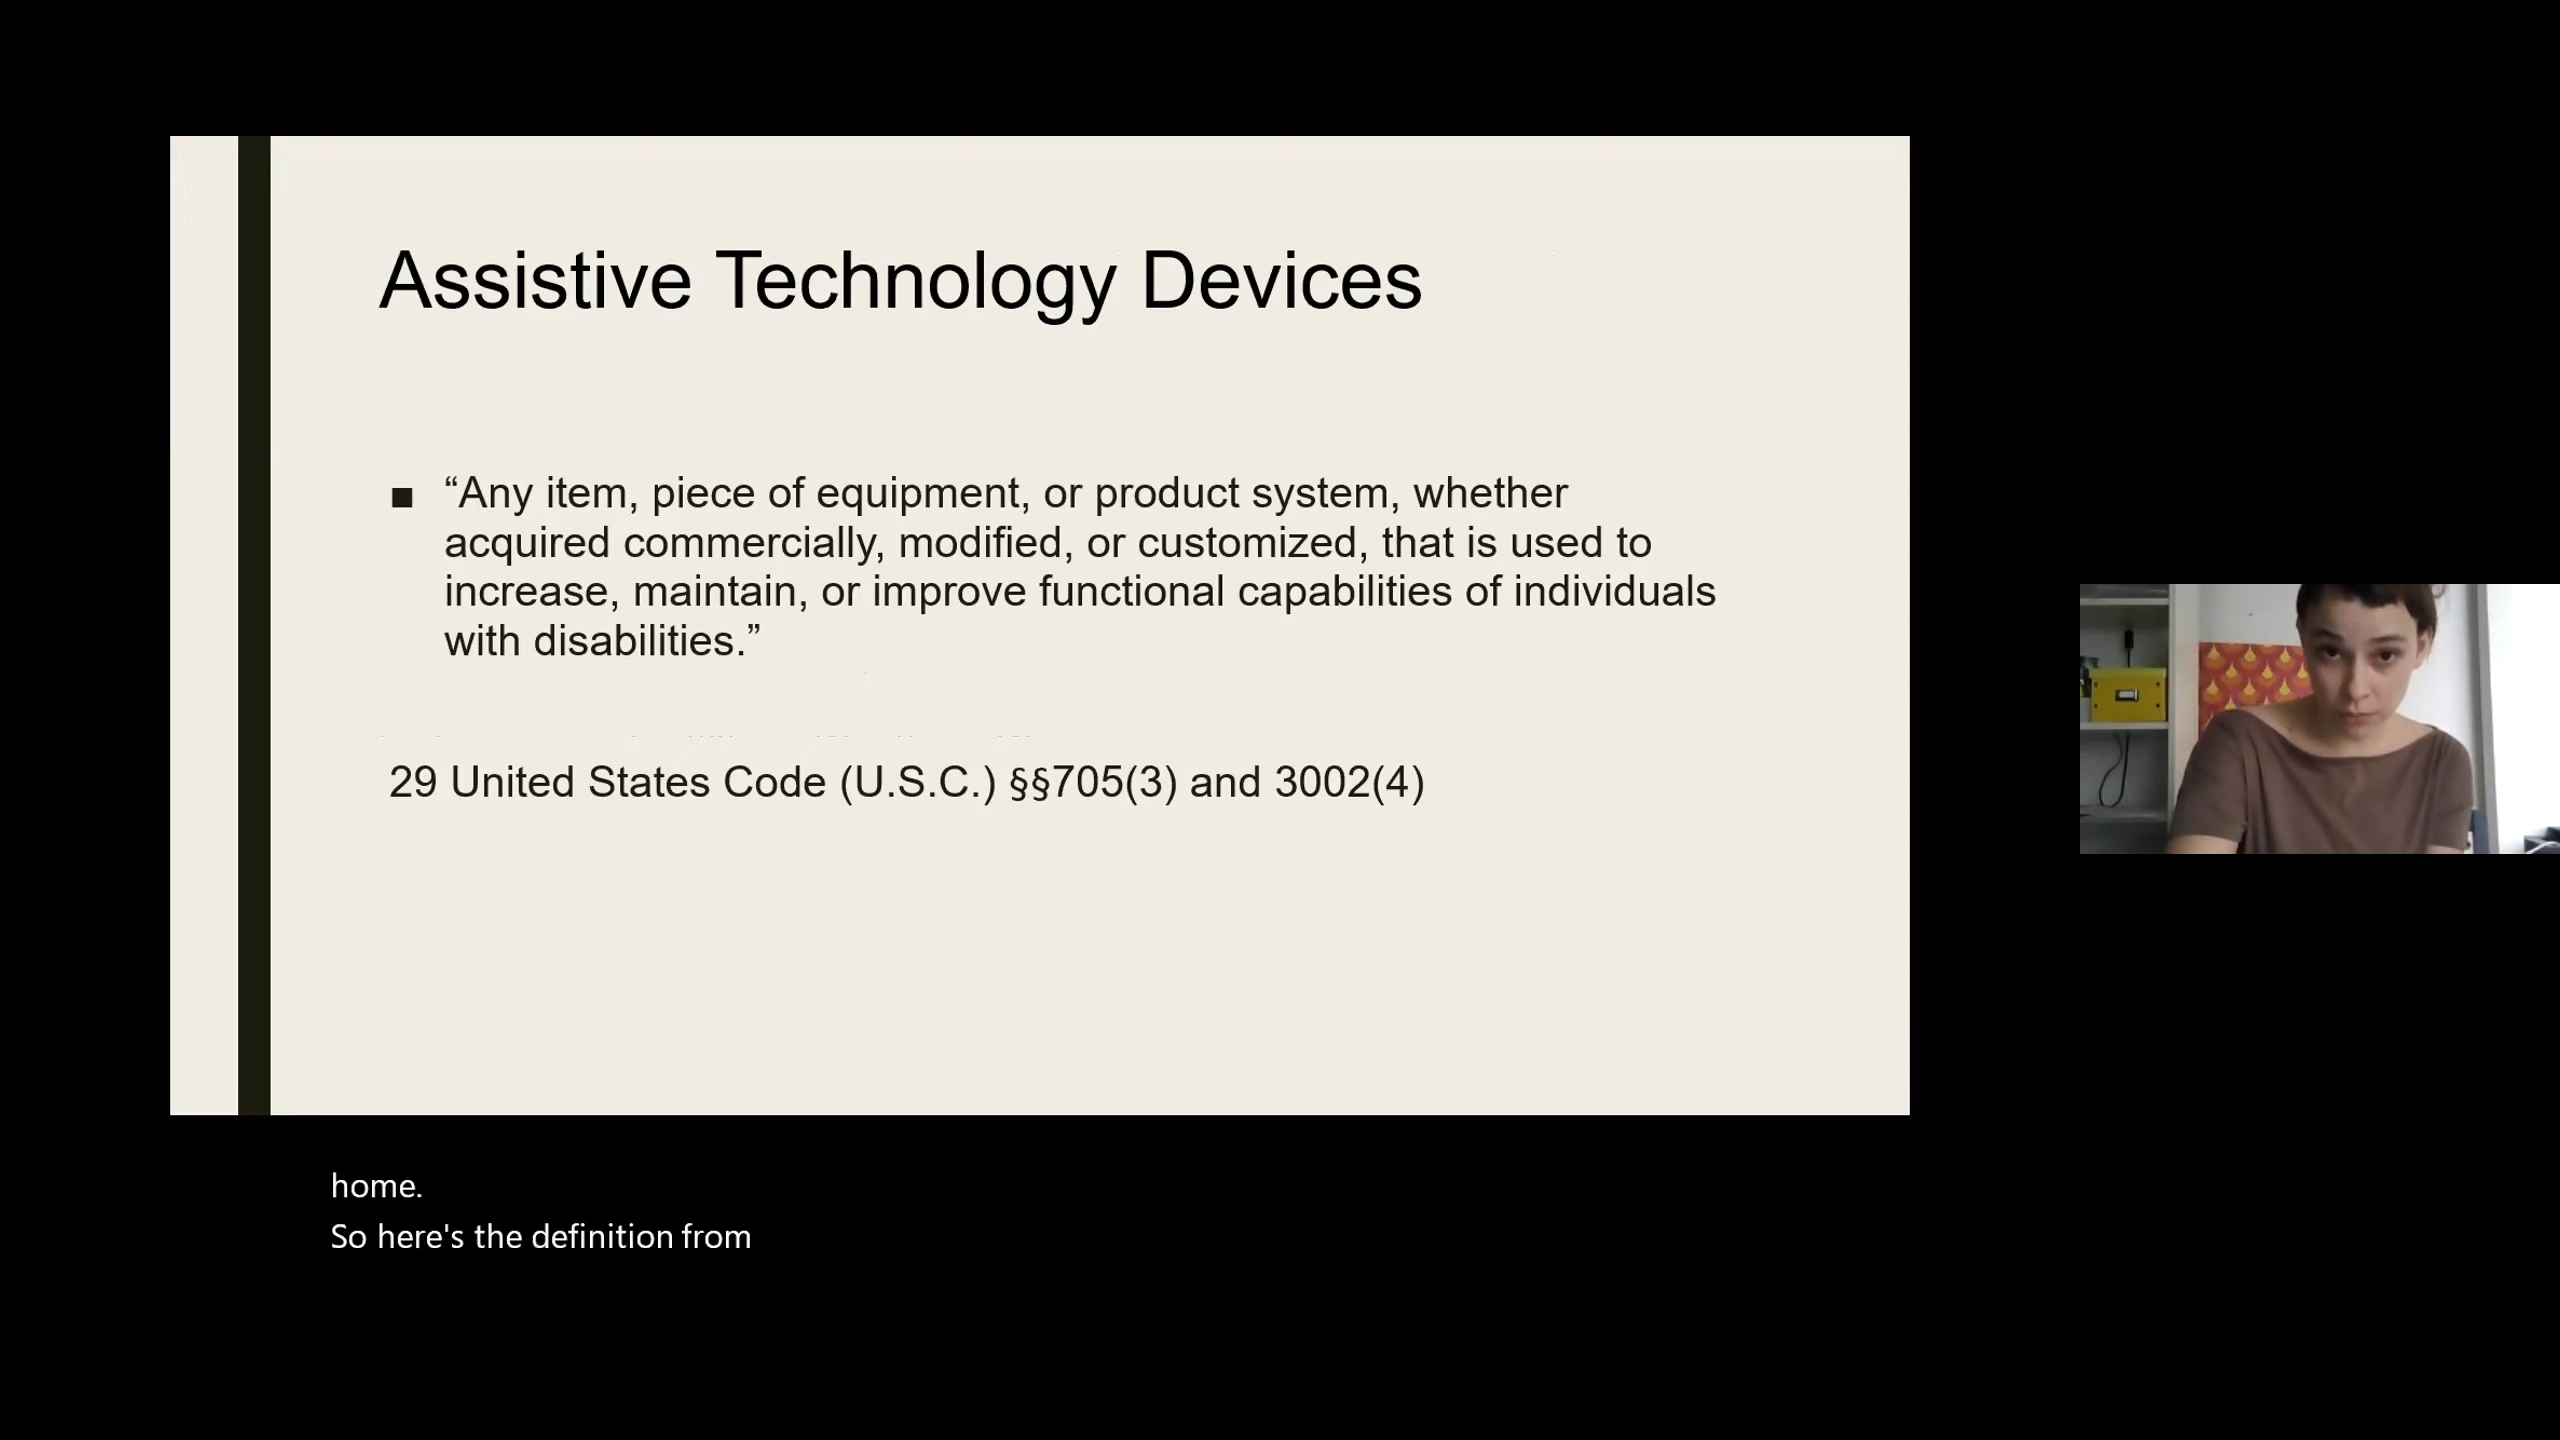 Assistive Technology Devices
■ “Any item, piece of equipment, or product system, whether
acquired commercially, modified, or customized, that is used to
increase, maintain, or improve functional capabilities of individuals
with disabilities.”
29 United States Code (U.S.C.) §§705(3) and 3002(4)
home.
So here's the definition from